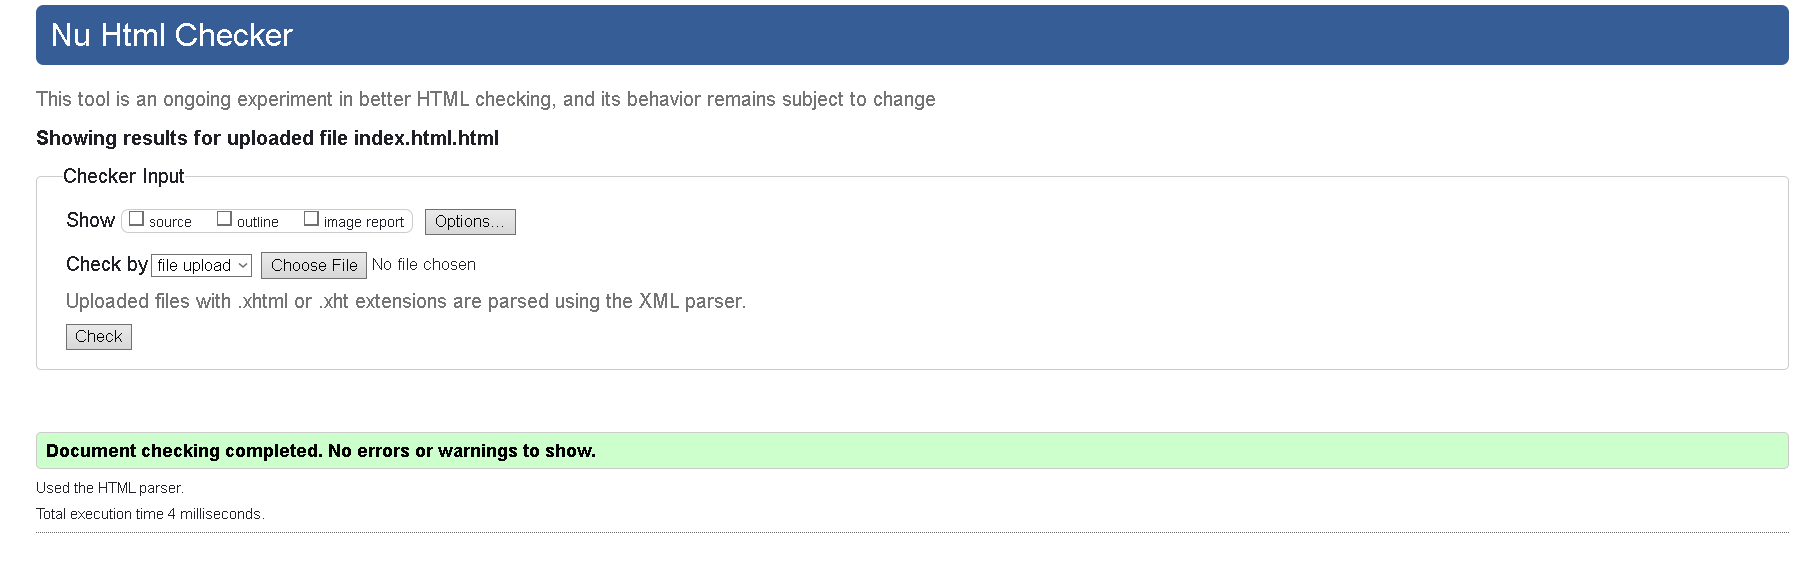 Nu Html Checker
This tool is an ongoing experiment in better HTML checking, and its behavior remains subject to change
Showing results for uploaded file index.html.html
Checker Input
Show source outline image report Options...
Check by file upload Choose File No file chosen
Uploaded files with .xhtml or .xht extensions are parsed using the XML parser.
Check
Document checking completed. No errors or warnings to show.
Used the HTML parser.
Total execution time 4 milliseconds.